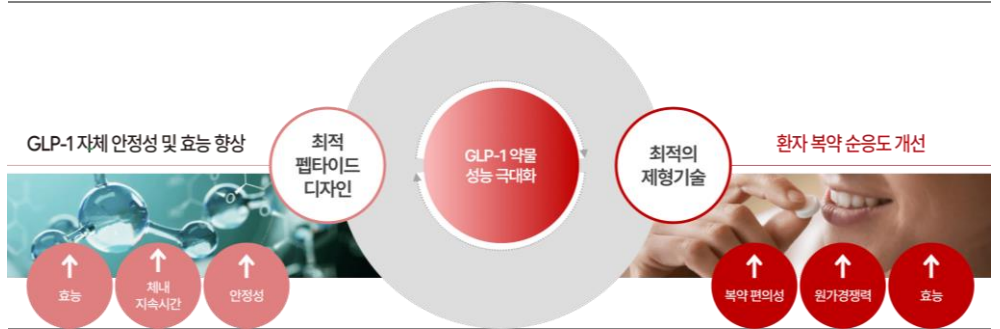 GLP-1 자체 안정성 및 효능 향상
최적
펩타이드
디자인
GLP-1 약물
성능 극대화
최적의
제형기술
환자 복약 순응도 개선
효능
체내
지속시간
안정성
복약 편의성
원가경쟁력
효능